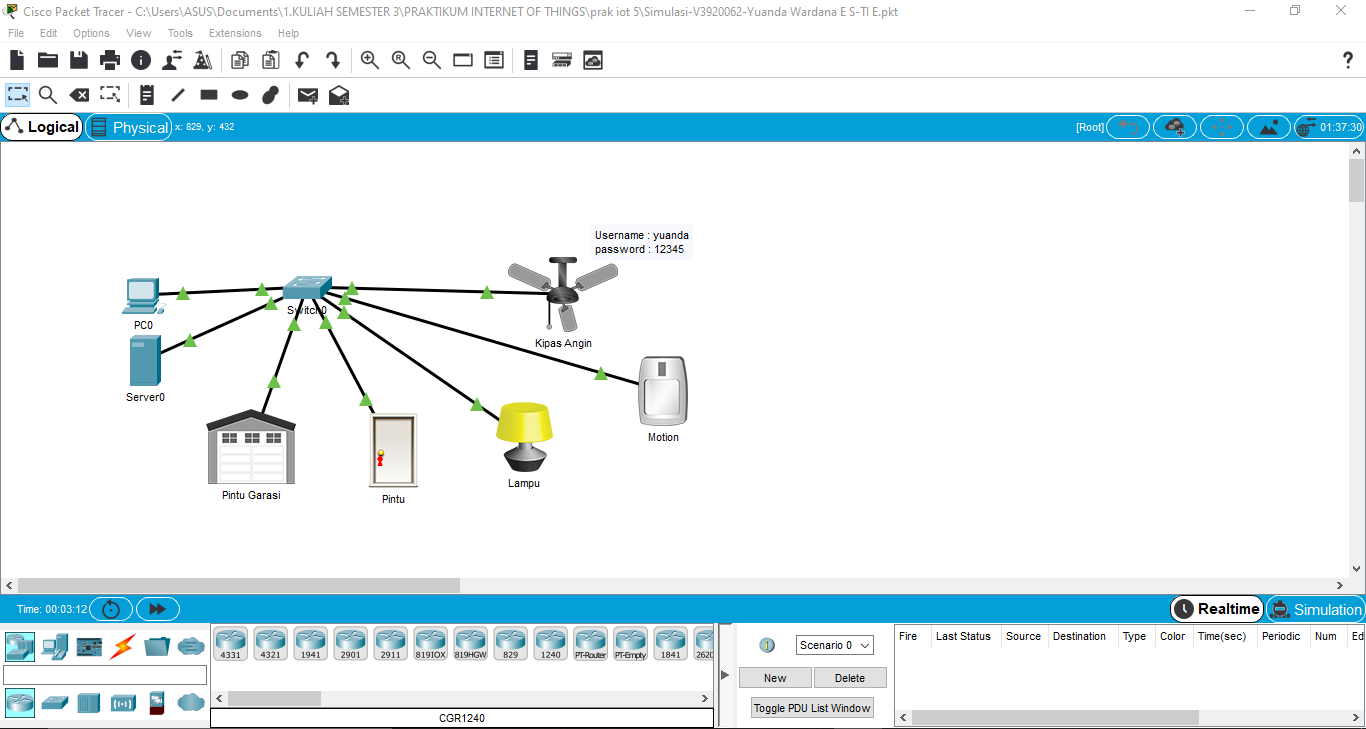 Cisco Packet Tracer - C:\Users\ASUS\Documents\1.KULIAH SEMESTER 3\PRAKTIKUM INTERNET OF THINGS\prak iot 5\Simulasi-V3920062-Yuanda Wardana E S-TI E.pkt
File Edit Options View Tools Extensions Help
Logical Physical x: 829, y: 432 [Root] 01:37:30
Username : yuanda
password : 12345
Switch0
PC0
Kipas Angin
Server0
Motion
Lampu
Pintu Garasi
Pintu
Time: 00:03:12 Realtime Simulation
4331 4321 1941 2901 2911 819IOX 819HGW 829 1240 PT-Router PT-Empty 1841 2620
Scenario 0
Fire Last Status Source Destination Type Color Time(sec) Periodic Num Ed
New Delete
Toggle PDU List Window
CGR1240